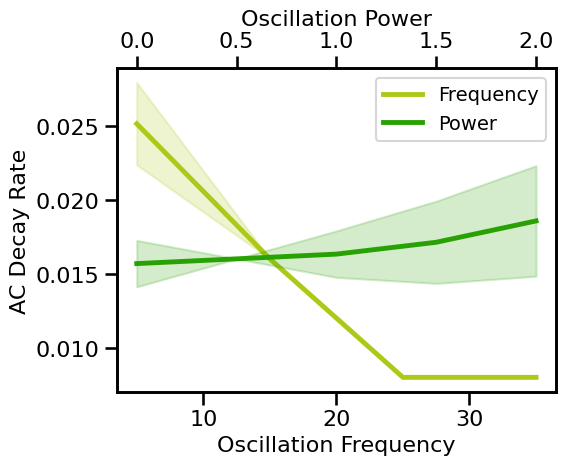 Oscillation Power
0.0 0.5 1.0 1.5 2.0
Frequency
Power
AC Decay Rate
0.025
0.020
0.015
0.010
10 20 30
Oscillation Frequency